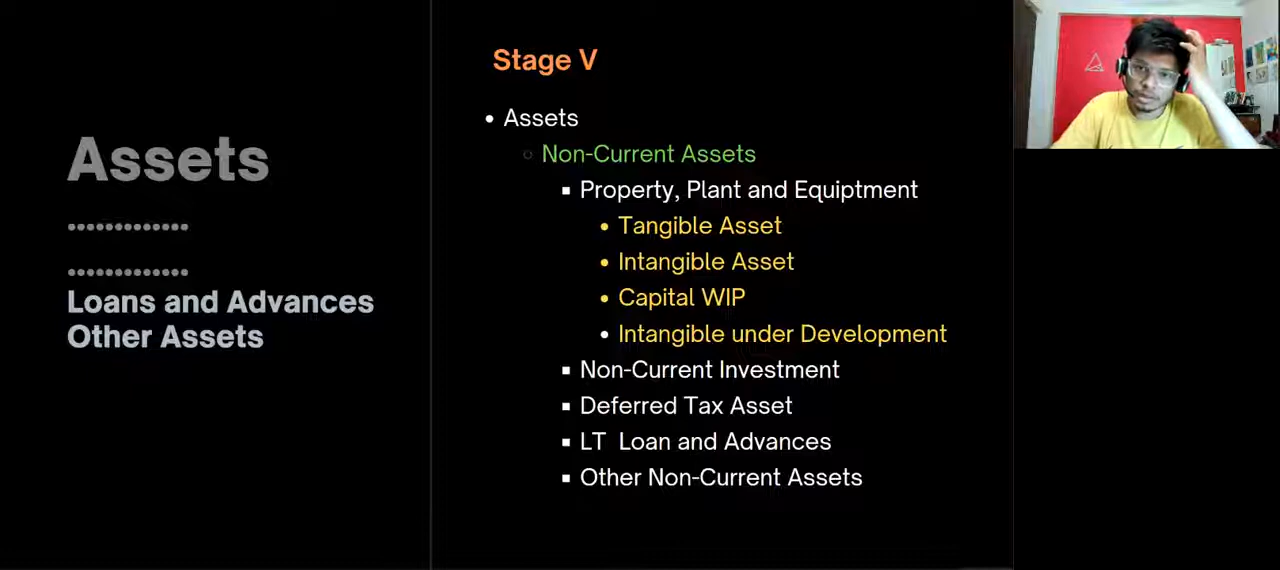 Assets
Loans and Advances
Other Assets
Stage V
Assets
Non-Current Assets
Property, Plant and Equiptment
Tangible Asset
Intangible Asset
Capital WIP
Intangible under Development
Non-Current Investment
Deferred Tax Asset
LT Loan and Advances
Other Non-Current Assets